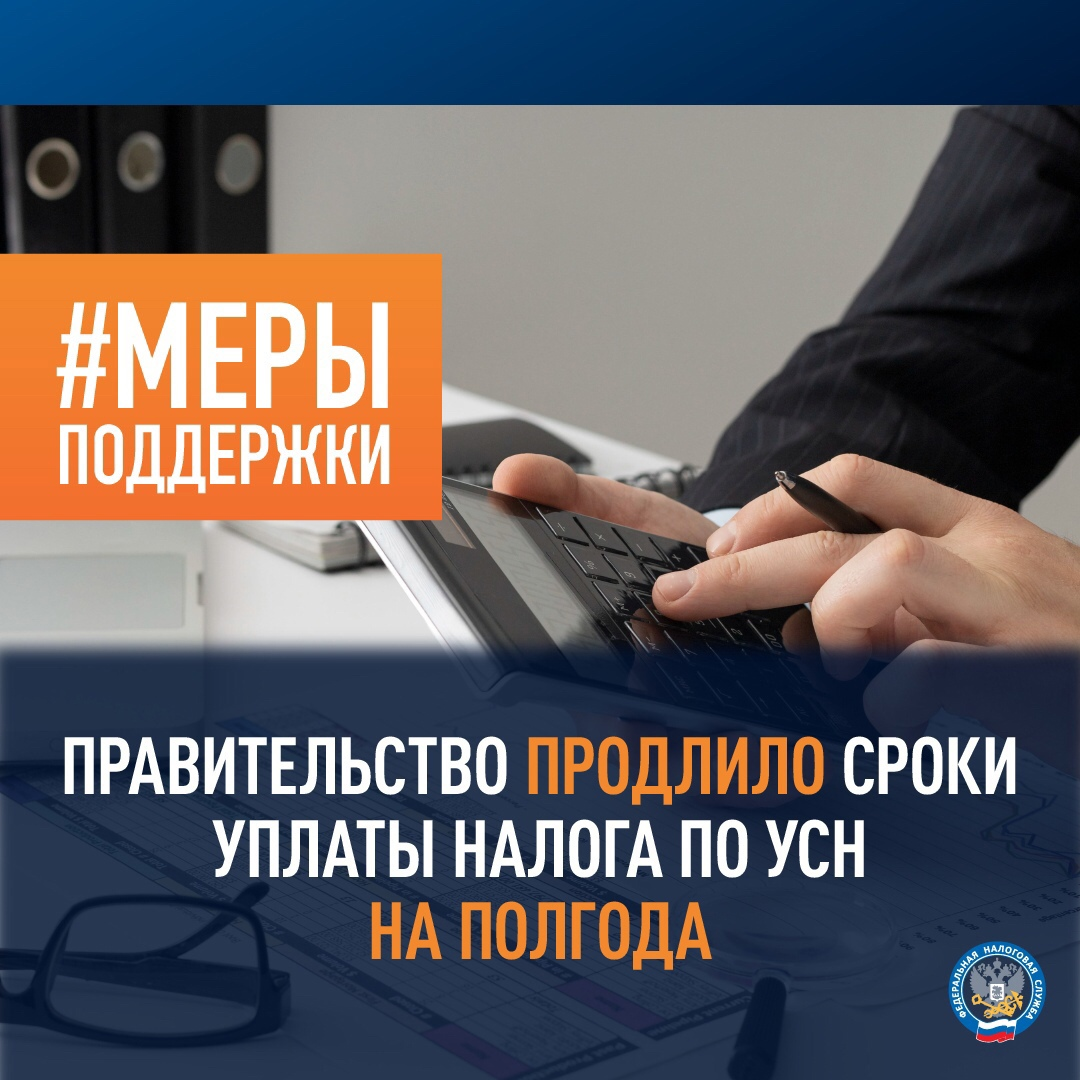 #МЕРЫ
ПОДДЕРЖКИ
ПРАВИТЕЛЬСТВО ПРОДЛИЛО СРОКИ
УПЛАТЫ НАЛОГА ПО УСН
НА ПОЛГОДА
ФЕДЕРАЛЬНАЯ НАЛОГОВАЯ СЛУЖБА